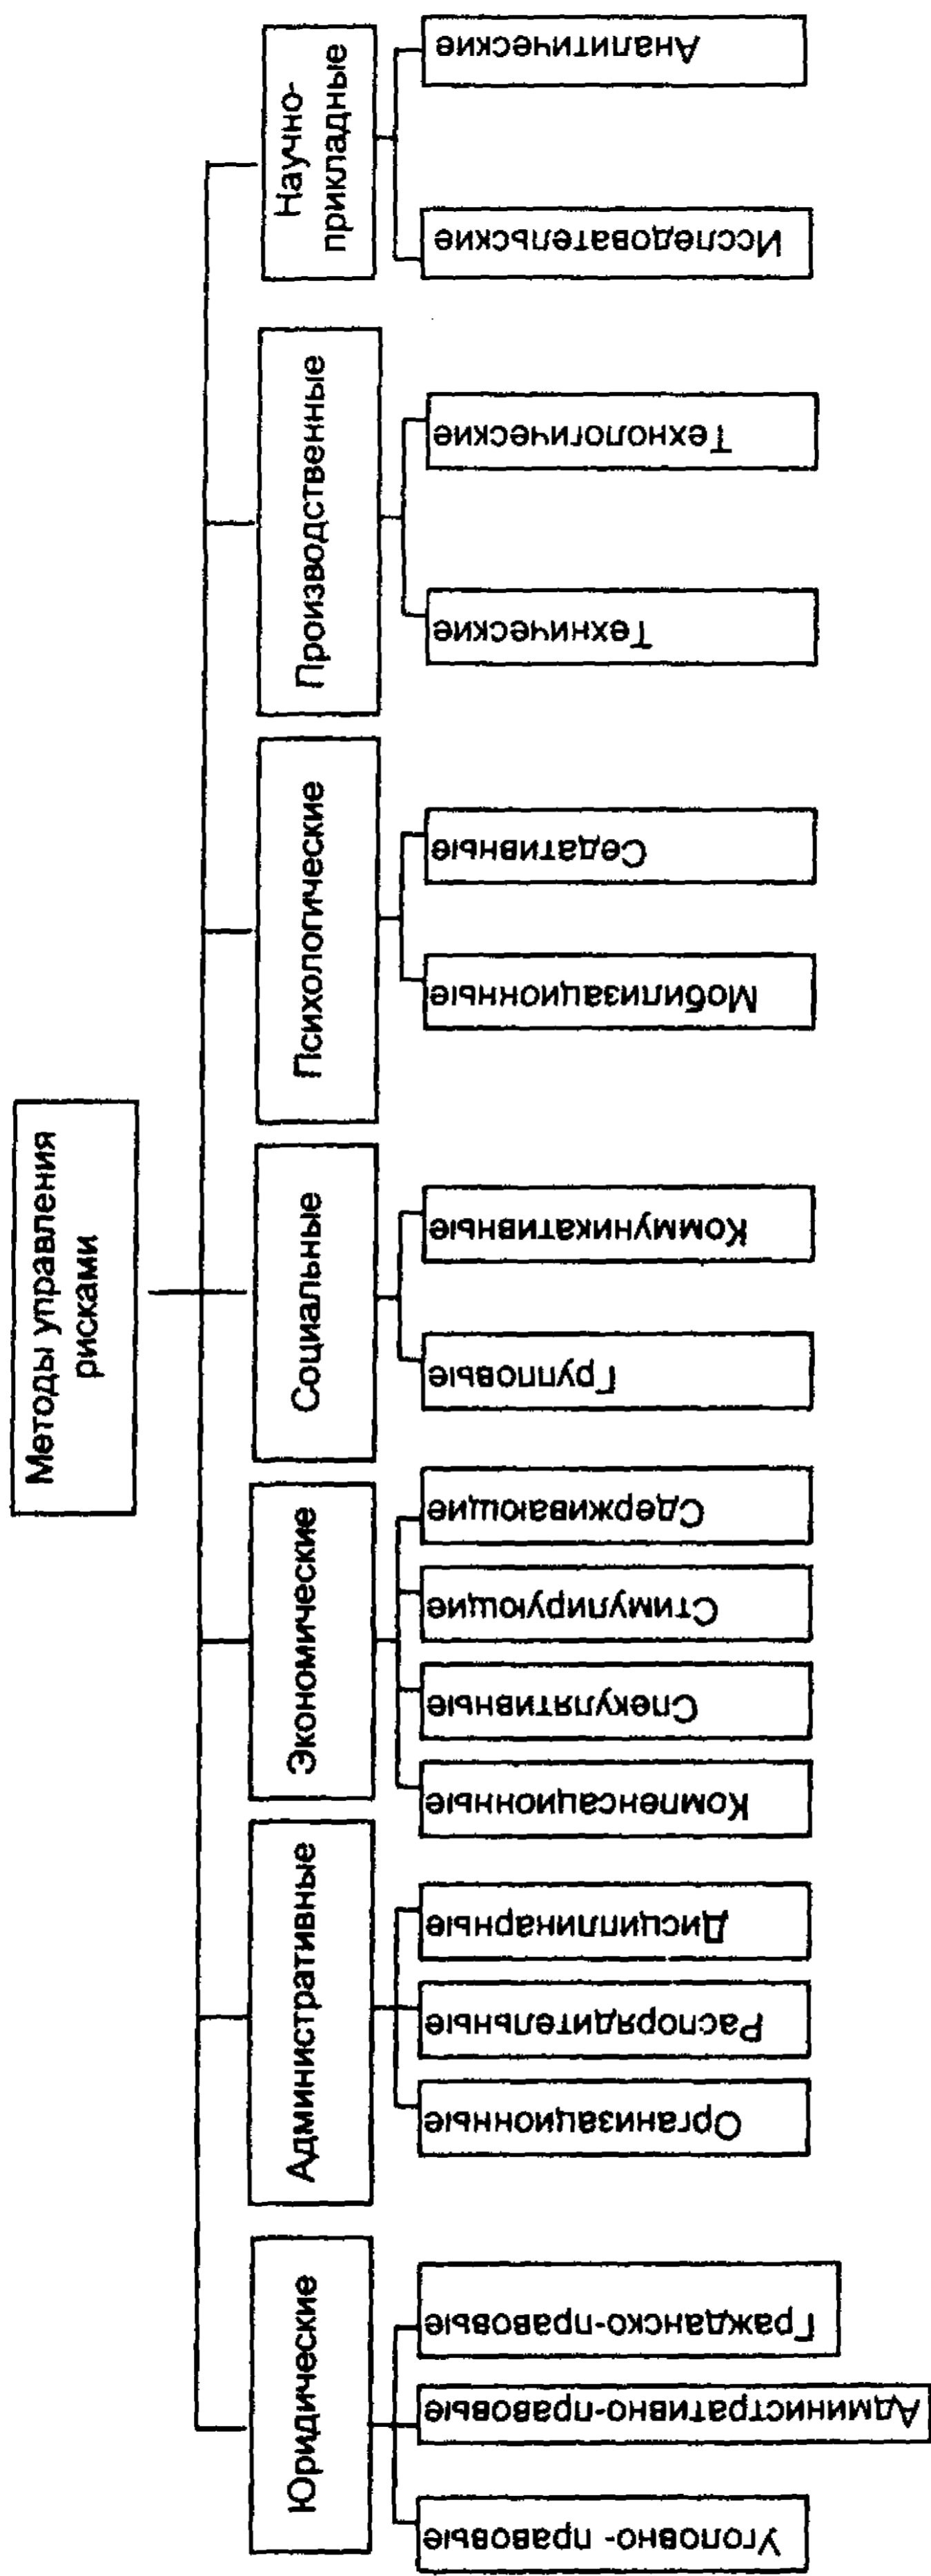 Методы управления
рисками
Юридические
Административные
Экономические
Социальные
Психологические
Производственные
Научно-
прикладные
Уголовно- правовые
Административно-правовые
Гражданско-правовые
Организационные
Распорядительные
Дисциплинарные
Компенсационные
Спекулятивные
Стимулирующие
Сдерживающие
Групповые
Коммуникативные
Мобилизационные
Седативные
Технические
Технологические
Исследовательские
Аналитические